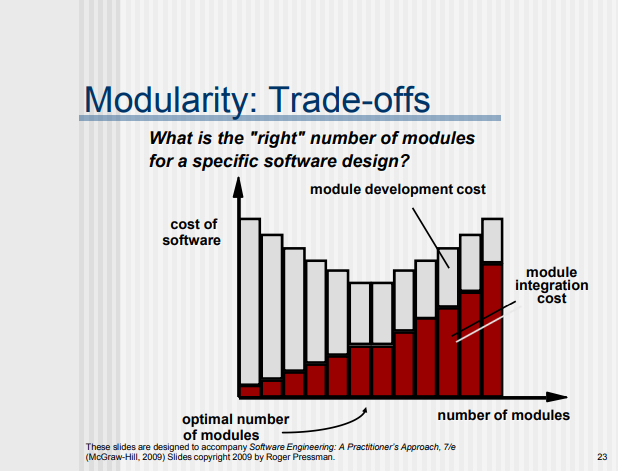 Modularity: Trade-offs
What is the "right" number of modules
for a specific software design?
module development cost
cost of
software
module
integration
cost
optimal number
of modules
number of modules
These slides are designed to accompany Software Engineering: A Practitioner's Approach, 7/e
(McGraw-Hill, 2009) Slides copyright 2009 by Roger Pressman.
23